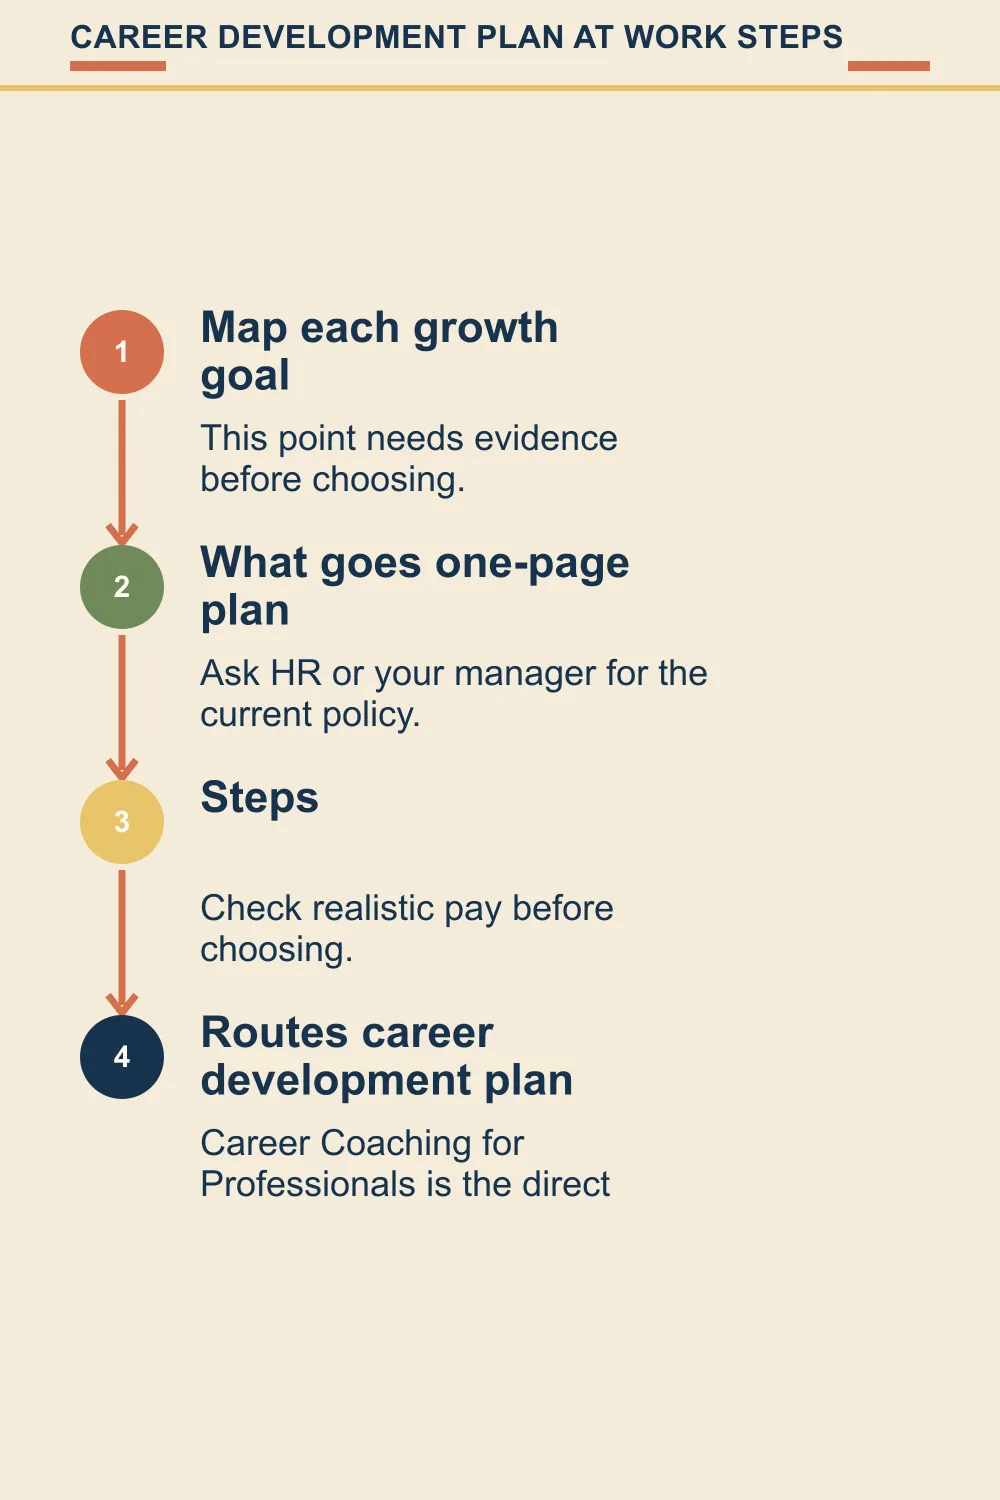 CAREER DEVELOPMENT PLAN AT WORK STEPS
1
Map each growth
goal
This point needs evidence
before choosing.
2
What goes one-page
plan
Ask HR or your manager for the
current policy.
3
Steps
Check realistic pay before
choosing.
4
Routes career
development plan
Career Coaching for
Professionals is the direct